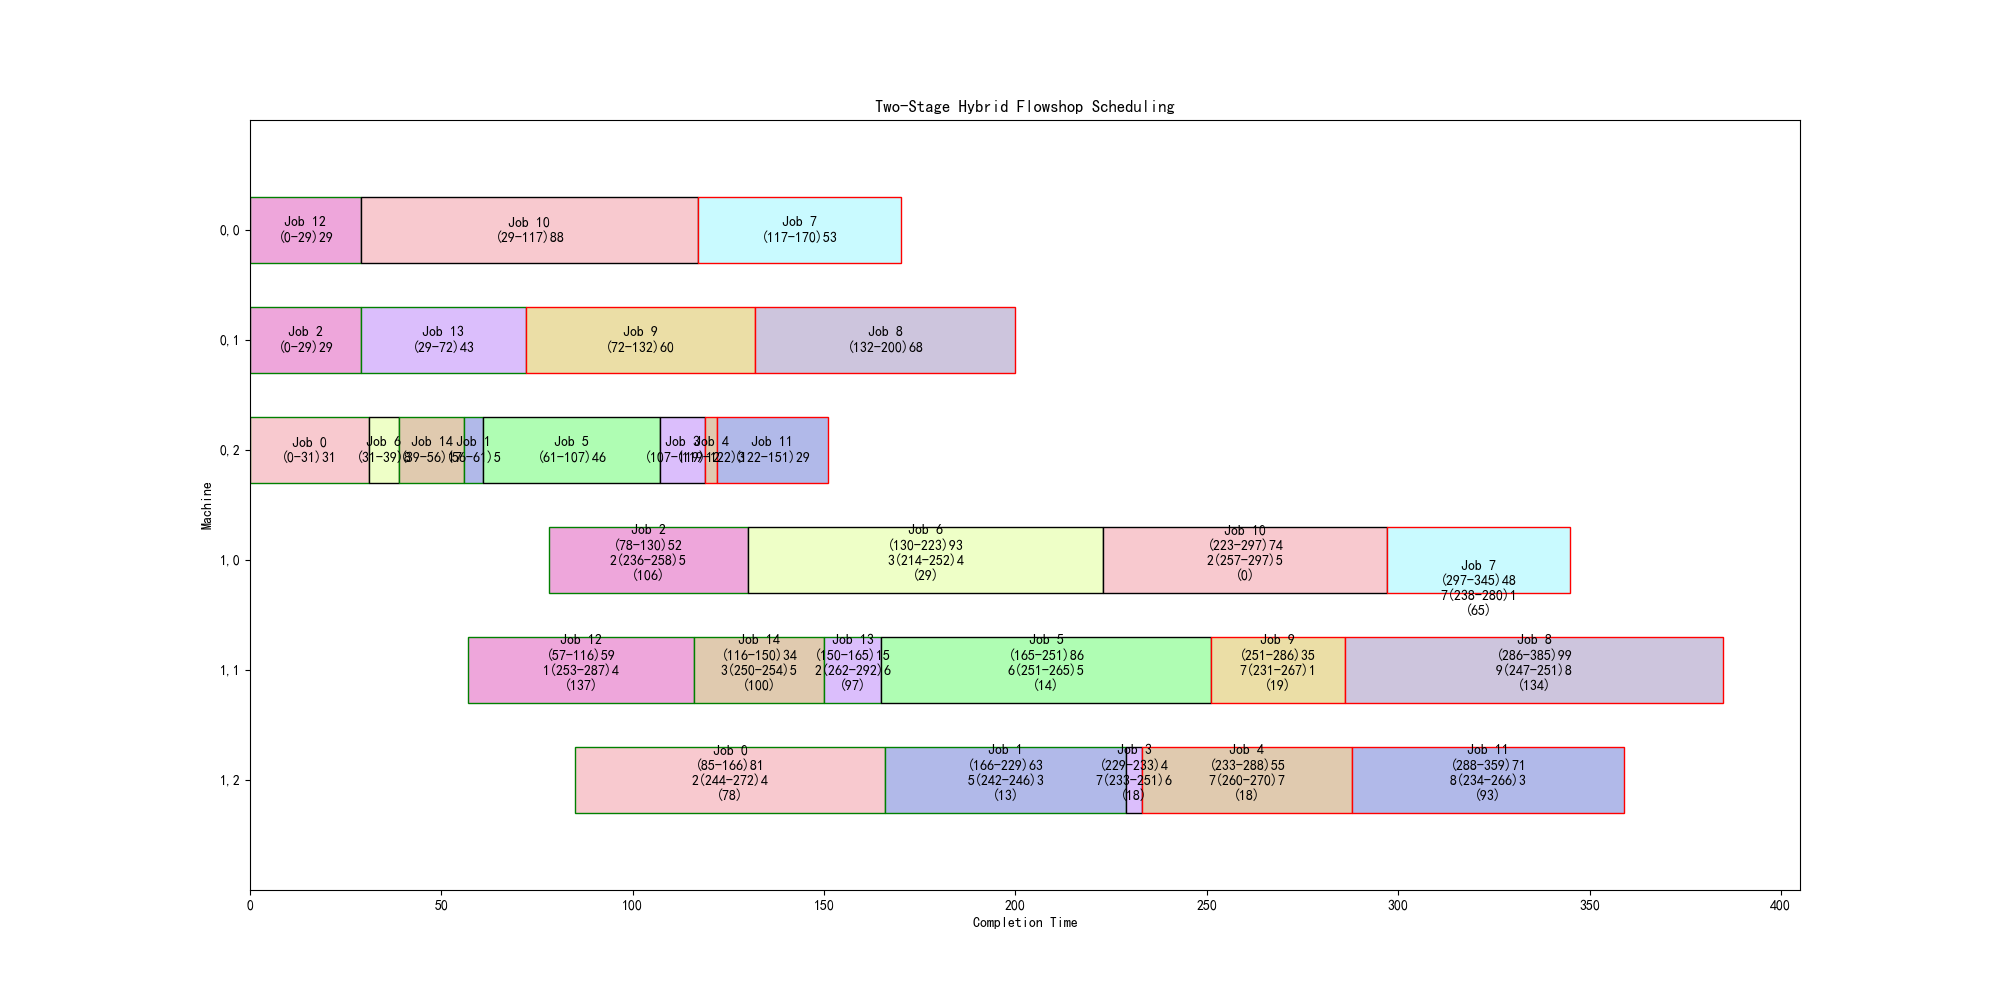 Two-Stage Hybrid Flowshop Scheduling
0,0
Job 12
(0-29)29
Job 10
(29-117)88
Job 7
(117-170)53
0,1
Job 2
(0-29)29
Job 13
(29-72)43
Job 9
(72-132)60
Job 8
(132-200)68
0,2
Job 0
(0-31)31
Job 6
(31-39)8
Job 14
(39-56)17
Job 1
(56-61)5
Job 5
(61-107)46
Job 3
(107-119)12
Job 4
(119-122)3
Job 11
(122-151)29
Machine
1,0
Job 2
(78-130)52
2(236-258)5
(106)
Job 6
(130-223)93
3(214-252)4
(29)
Job 10
(223-297)74
2(257-297)5
(0)
Job 7
(297-345)48
7(238-280)1
(65)
1,1
Job 12
(57-116)59
1(253-287)4
(137)
Job 14
(116-150)34
3(250-254)5
(100)
Job 13
(150-165)15
2(262-292)6
(97)
Job 5
(165-251)86
6(251-265)5
(14)
Job 9
(251-286)35
7(231-267)1
(19)
Job 8
(286-385)99
9(247-251)8
(134)
1,2
Job 0
(85-166)81
2(244-272)4
(78)
Job 1
(166-229)63
5(242-246)3
(13)
Job 3
(229-233)4
7(233-251)6
(18)
Job 4
(233-288)55
7(260-270)7
(18)
Job 11
(288-359)71
8(234-266)3
(93)
0 50 100 150 200 250 300 350 400
Completion Time